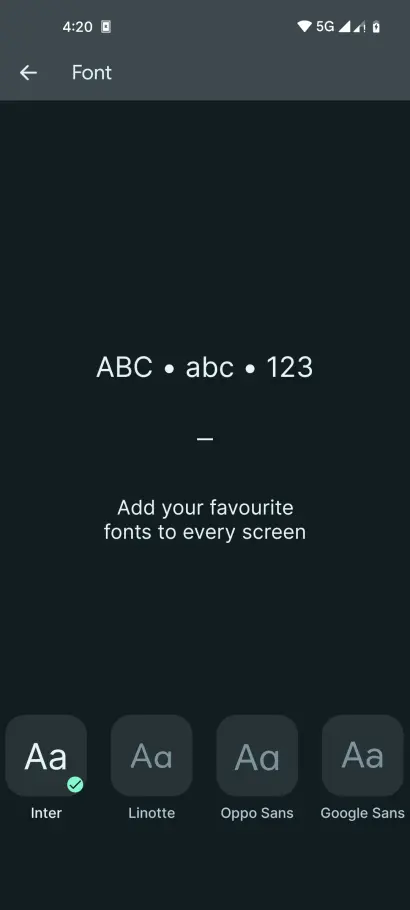 4:20
5G
Font
ABC • abc • 123
Add your favourite
fonts to every screen
Aa
Aa
Aa
Aa
Inter
Linotte
Oppo Sans
Google Sans